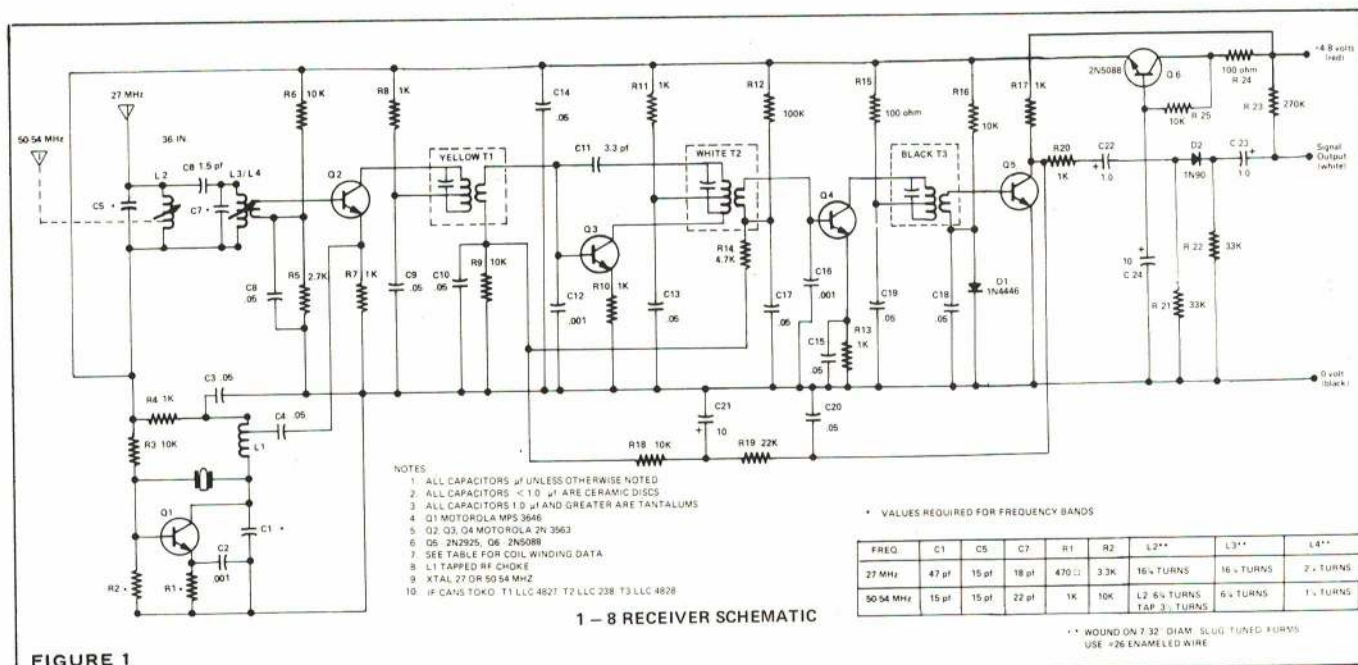 27 MHz
50-54 MHz
36 IN.
C8 1.5 pf
L2
L3/L4
C5 *
C7 *
R6 10K
R8 1K
C14
.05
R11 1K
R12
100K
R15
100 ohm
R16
10K
R17 1K
2N5088
Q6
100 ohm
R 24
10K
R 25
R 23
270K
+4.8 volts
(red)
Q2
YELLOW T1
C11 3.3 pf
WHITE T2
BLACK T3
Q4
Q5
R20
1K
C22
1.0
D2
1N90
C 23
1.0
Signal
Output
(white)
C8
.05
R5
2.7K
R7 1K
C9
.05
C10
.05
R9 10K
Q3
R10 1K
C12
.001
C13
.05
R14
4.7K
C17
.05
C16
.001
C15
.05
R13
1K
C19
.05
C18
.05
D1
1N4446
10
C 24
R 21
33K
R 22
33K
0 volt
(black)
C3 .05
R4 1K
C4 .05
R3 10K
L1
Q1
C1 *
C2
.001
R2 *
R1 *
C21
10
C20
.05
R18 10K
R19 22K
NOTES
1. ALL CAPACITORS µf UNLESS OTHERWISE NOTED
2. ALL CAPACITORS < 1.0 µf ARE CERAMIC DISCS
3 ALL CAPACITORS 1.0 µf AND GREATER ARE TANTALUMS
4 Q1 MOTOROLA MPS 3646
5 Q2, Q3, Q4 MOTOROLA 2N 3563
6 Q5 2N2925, Q6 2N5088
7. SEE TABLE FOR COIL WINDING DATA
8 L1 TAPPED RF CHOKE
9 XTAL 27 OR 50-54 MHZ
10. IF CANS TOKO T1 LLC 4827 T2 LLC 238 T3 LLC 4828
1 – 8 RECEIVER SCHEMATIC
* VALUES REQUIRED FOR FREQUENCY BANDS
FREQ. C1 C5 C7 R1 R2 L2** L3** L4**
27 MHz 47 pf 15 pf 18 pf 470 Ω 3.3K TURNS TURNS TURNS
50-54 MHz 15 pf 15 pf 22 pf 1K 10K L2 TURNS TURNS TURNS
TAP TURNS
** WOUND ON 7/32" DIAM. SLUG TUNED FORMS
USE #26 ENAMELED WIRE
FIGURE 1